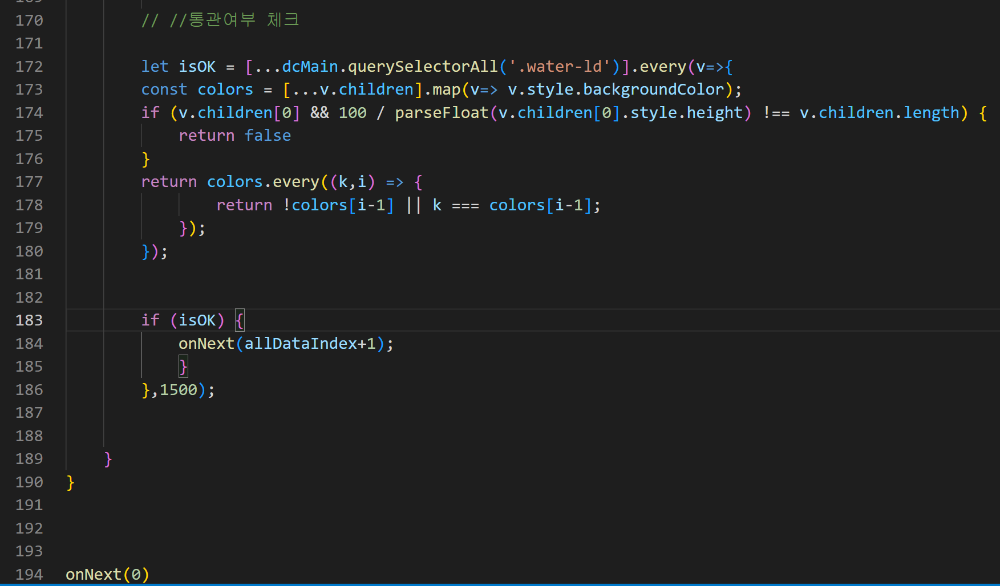 169
170 // //통관여부 체크
171
172 let isOK = [...dcMain.querySelectorAll('.water-ld')].every(v=>{
173 const colors = [...v.children].map(v=> v.style.backgroundColor);
174 if (v.children[0] && 100 / parseFloat(v.children[0].style.height) !== v.children.length) {
175 return false
176 }
177 return colors.every((k,i) => {
178 return !colors[i-1] || k === colors[i-1];
179 });
180 });
181
182
183 if (isOK) {
184 onNext(allDataIndex+1);
185 }
186 },1500);
187
188
189 }
190 }
191
192
193
194 onNext(0)